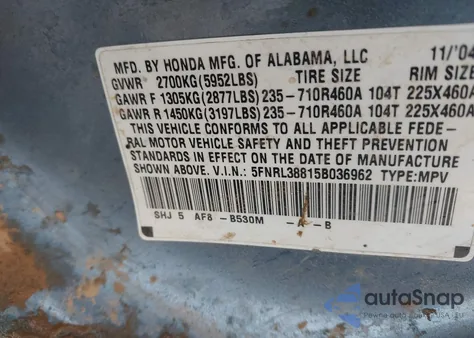 MFD. BY HONDA MFG. OF ALABAMA, LLC 11/'04
GVWR 2700KG(5952LBS) TIRE SIZE RIM SIZE
GAWR F 1305KG(2877LBS)235-710R460A 104T 225X460A
GAWR R 1450KG(3197LBS)235-710R460A 104T 225X460A
THIS VEHICLE CONFORMS TO ALL APPLICABLE FEDE-
RAL MOTOR VEHICLE SAFETY AND THEFT PREVENTION
STANDARDS IN EFFECT ON THE DATE OF MANUFACTURE
SHOWN ABOVE. V.I.N.: 5FNRL38815B036962 TYPE:MPV
SHJ 5 AF8 - B530M -A -B
autoSnap